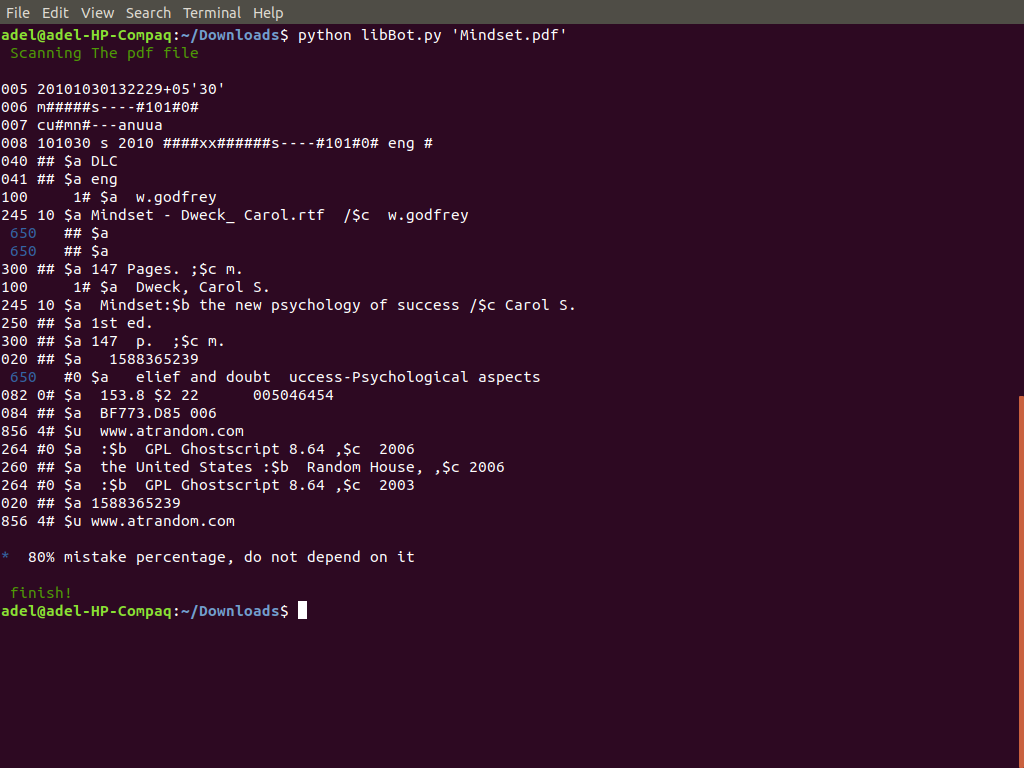 File Edit View Search Terminal Help
adel@adel-HP-Compaq:~/Downloads$ python libBot.py 'Mindset.pdf'
 Scanning The pdf file
005 20101030132229+05'30'
006 m#####s----#101#0#
007 cu#mn#---anuua
008 101030 s 2010 ####xx######s----#101#0# eng #
040 ## $a DLC
041 ## $a eng
100     1# $a  w.godfrey
245 10 $a Mindset - Dweck_ Carol.rtf  /$c  w.godfrey
 650   ## $a
 650   ## $a
300 ## $a 147 Pages. ;$c m.
100     1# $a  Dweck, Carol S.
245 10 $a  Mindset:$b the new psychology of success /$c Carol S.
250 ## $a 1st ed.
300 ## $a 147  p.  ;$c m.
020 ## $a   1588365239
 650   #0 $a   elief and doubt  uccess-Psychological aspects
082 0# $a  153.8 $2 22      005046454
084 ## $a  BF773.D85 006
856 4# $u  www.atrandom.com
264 #0 $a  :$b  GPL Ghostscript 8.64 ,$c  2006
260 ## $a  the United States :$b  Random House, ,$c 2006
264 #0 $a  :$b  GPL Ghostscript 8.64 ,$c  2003
020 ## $a 1588365239
856 4# $u www.atrandom.com
*  80% mistake percentage, do not depend on it
 finish!
adel@adel-HP-Compaq:~/Downloads$